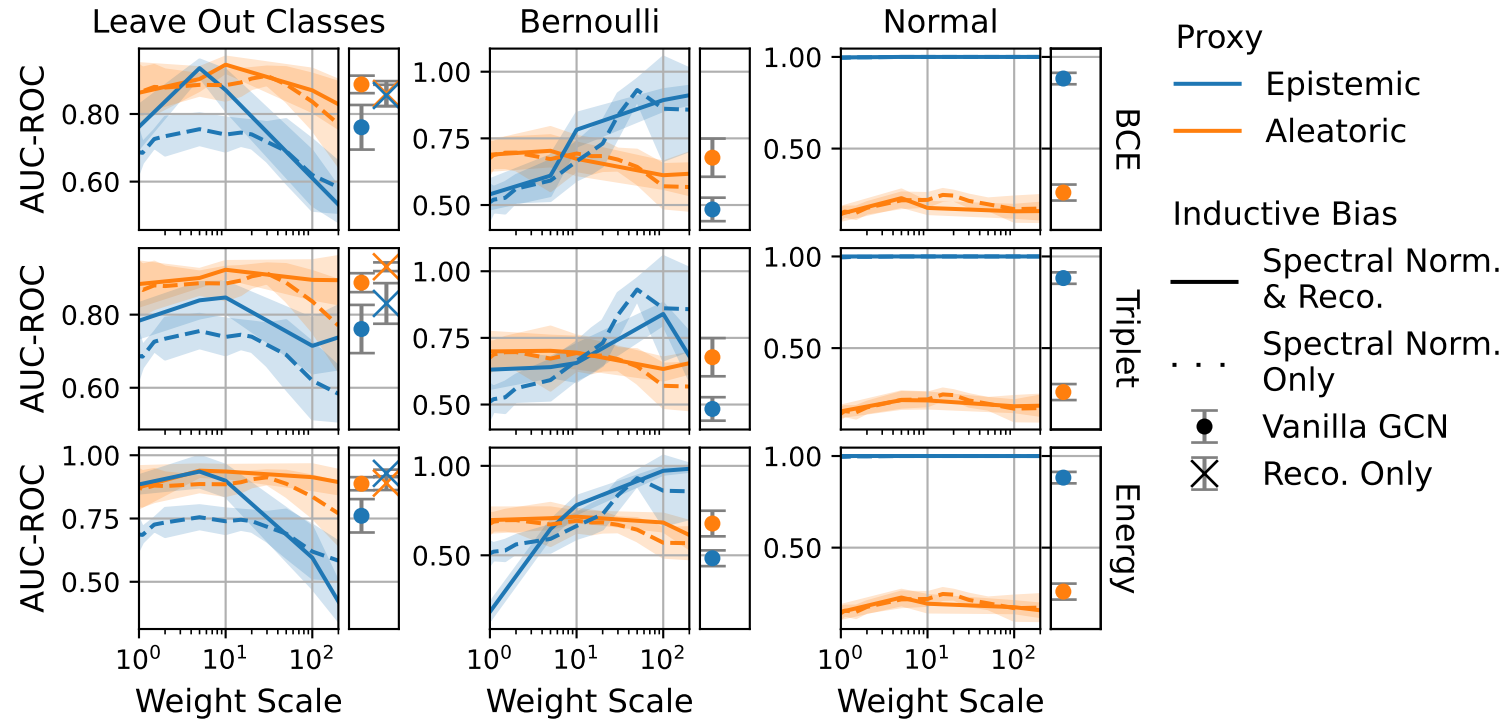 Leave Out Classes
Bernoulli
Normal
AUC-ROC
0.80
0.60
1.00
0.75
0.50
1.00
0.50
BCE
AUC-ROC
0.80
0.60
1.00
0.75
0.50
1.00
0.50
Triplet
AUC-ROC
1.00
0.75
0.50
1.00
0.50
1.00
0.50
Energy
10⁰ 10¹ 10²
10⁰ 10¹ 10²
10⁰ 10¹ 10²
Weight Scale
Weight Scale
Weight Scale
Proxy
Epistemic
Aleatoric
Inductive Bias
Spectral Norm.
& Reco.
Spectral Norm.
Only
Vanilla GCN
Reco. Only